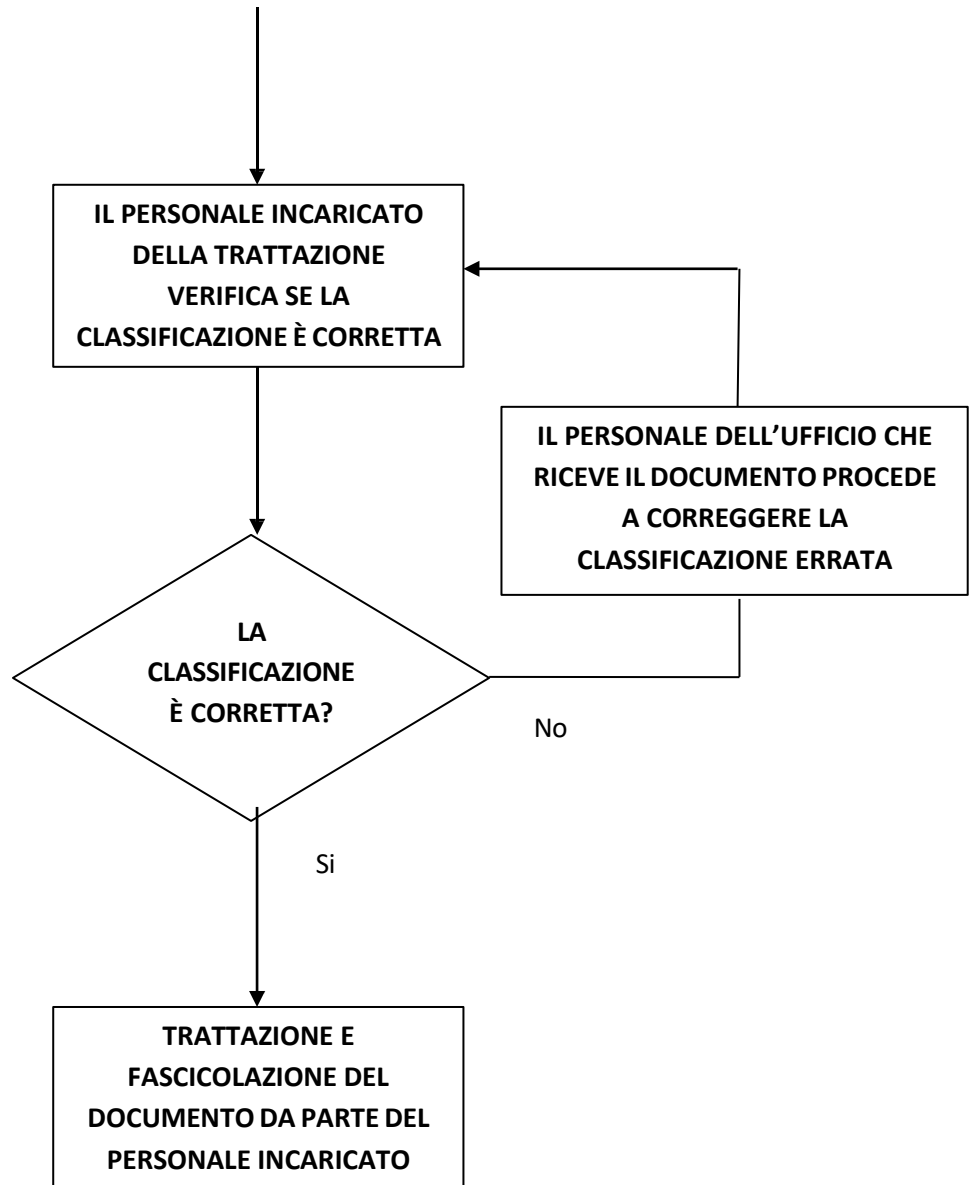 IL PERSONALE INCARICATO
DELLA TRATTAZIONE
VERIFICA SE LA
CLASSIFICAZIONE È CORRETTA
IL PERSONALE DELL’UFFICIO CHE
RICEVE IL DOCUMENTO PROCEDE
A CORREGGERE LA
CLASSIFICAZIONE ERRATA
LA
CLASSIFICAZIONE
È CORRETTA?
No
Si
TRATTAZIONE E
FASCICOLAZIONE DEL
DOCUMENTO DA PARTE DEL
PERSONALE INCARICATO